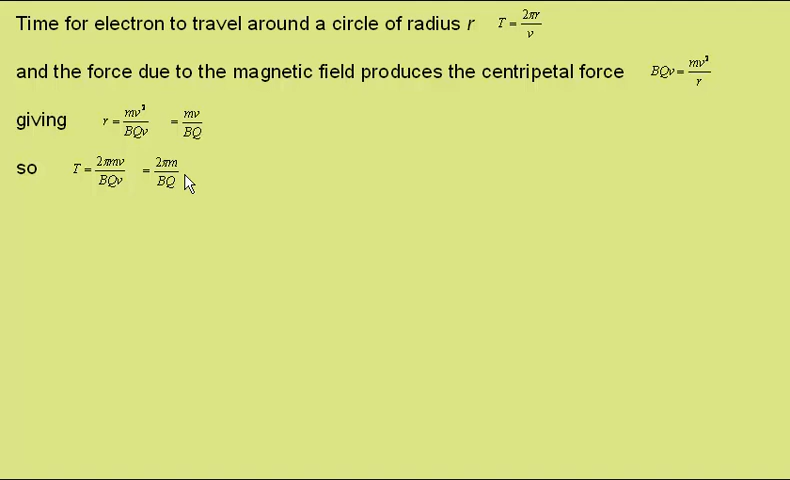 Time for electron to travel around a circle of radius r T = 2πr/v
and the force due to the magnetic field produces the centripetal force BQv = mv²/r
giving r = mv²/BQv = mv/BQ
so T = 2πmv/BQv = 2πm/BQ